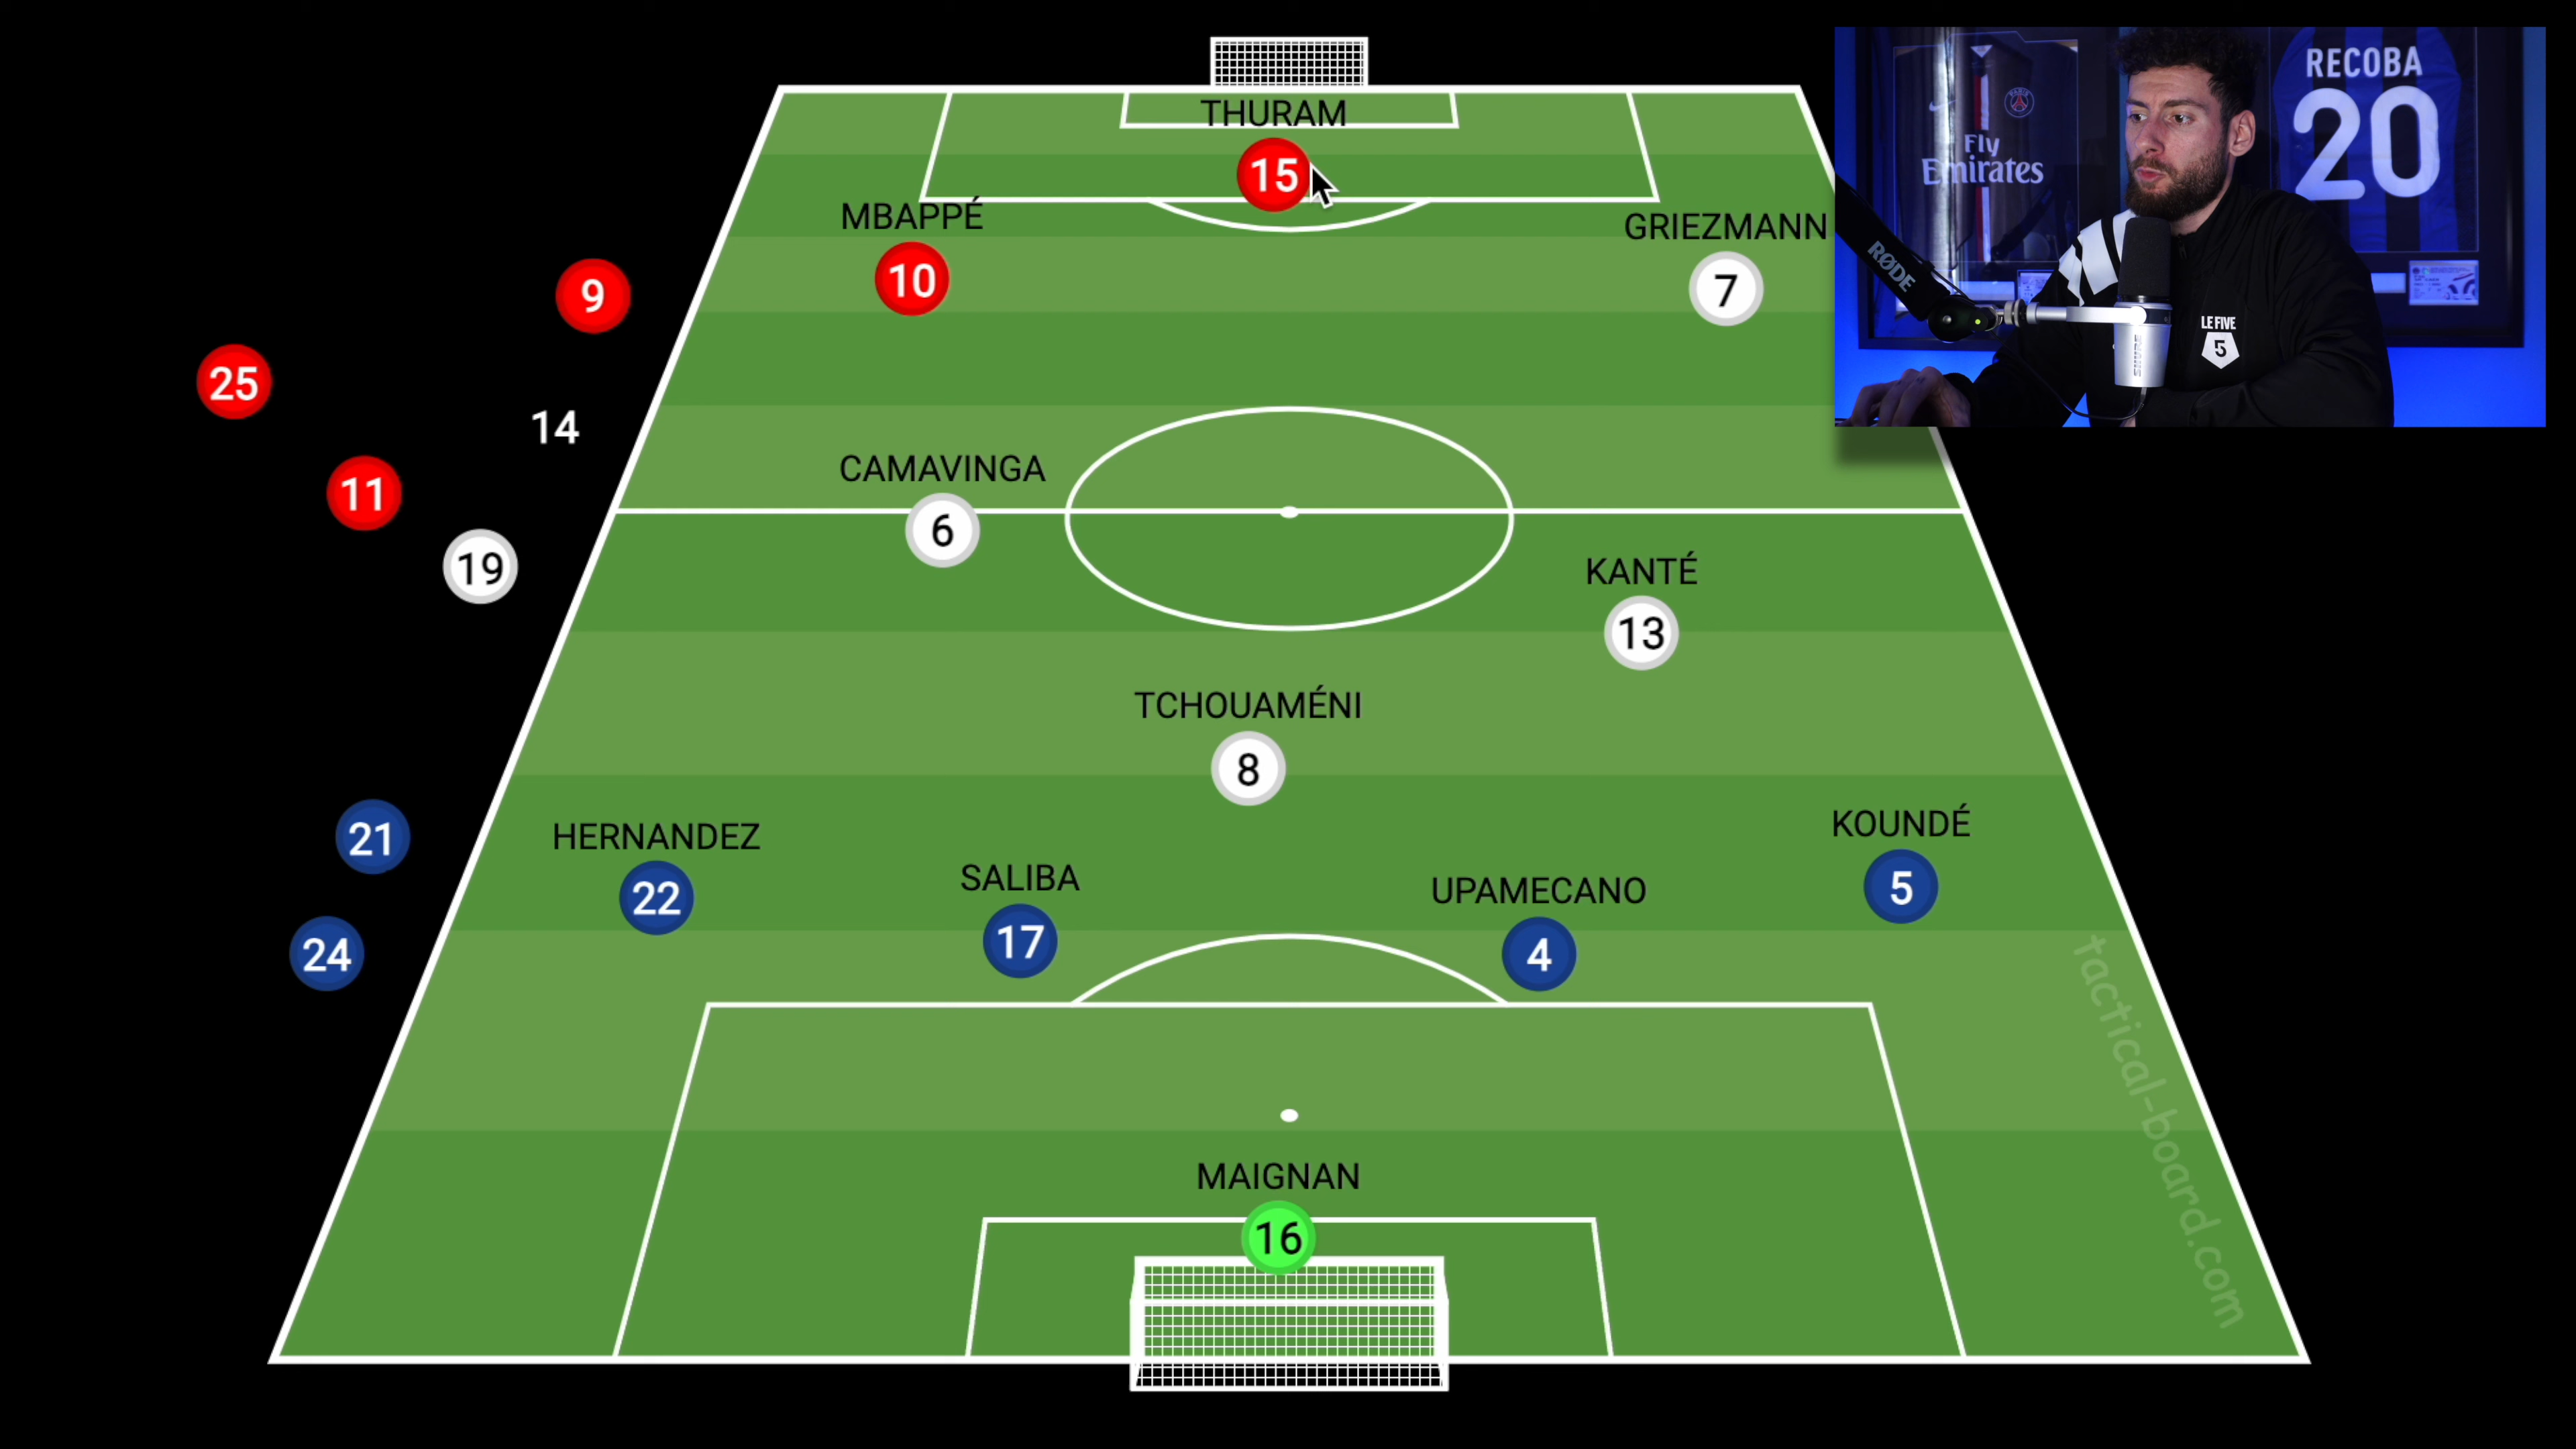 THURAM
15
MBAPPÉ
10
GRIEZMANN
7
9
25
14
11
19
CAMAVINGA
6
KANTÉ
13
TCHOUAMÉNI
8
21
24
HERNANDEZ
22
SALIBA
17
UPAMECANO
4
KOUNDÉ
5
MAIGNAN
16
tactical-board.com
RECOBA
20
PARIS
Fly
Emirates
RØDE
SHURE
LE FIVE
5